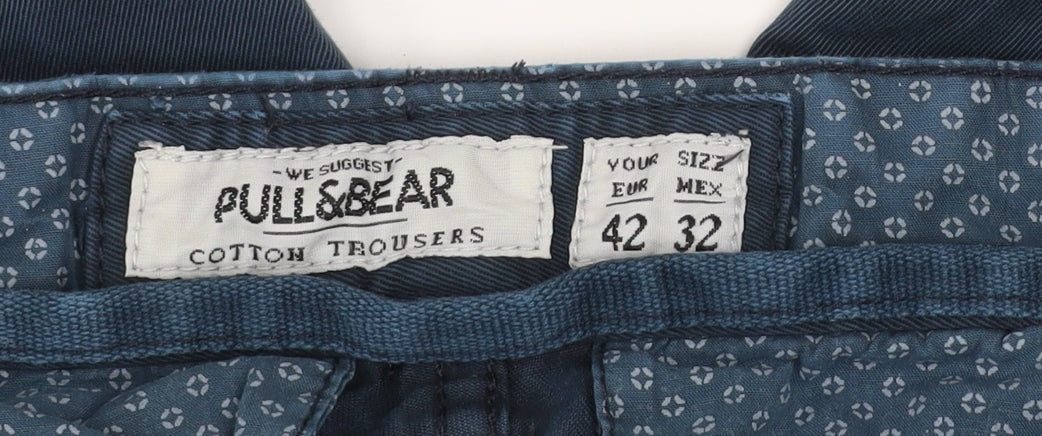 - WE SUGGEST -
PULL&BEAR
COTTON TROUSERS
YOUR SIZE
EUR MEX
42 32